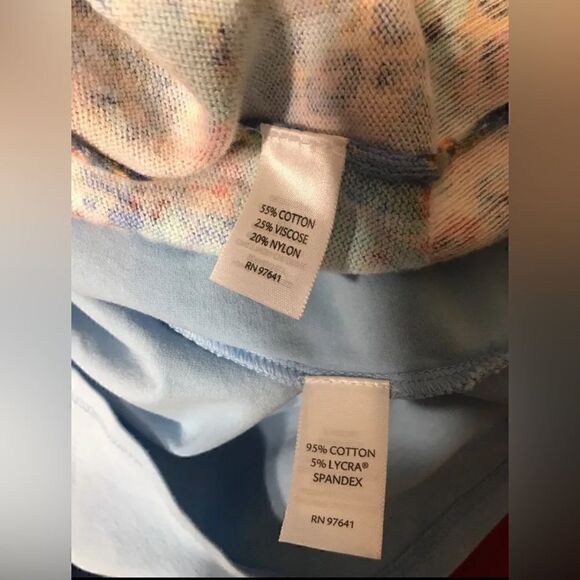 55% COTTON
25% VISCOSE
20% NYLON
RN 97641
95% COTTON
5% LYCRA®
SPANDEX
RN 97641